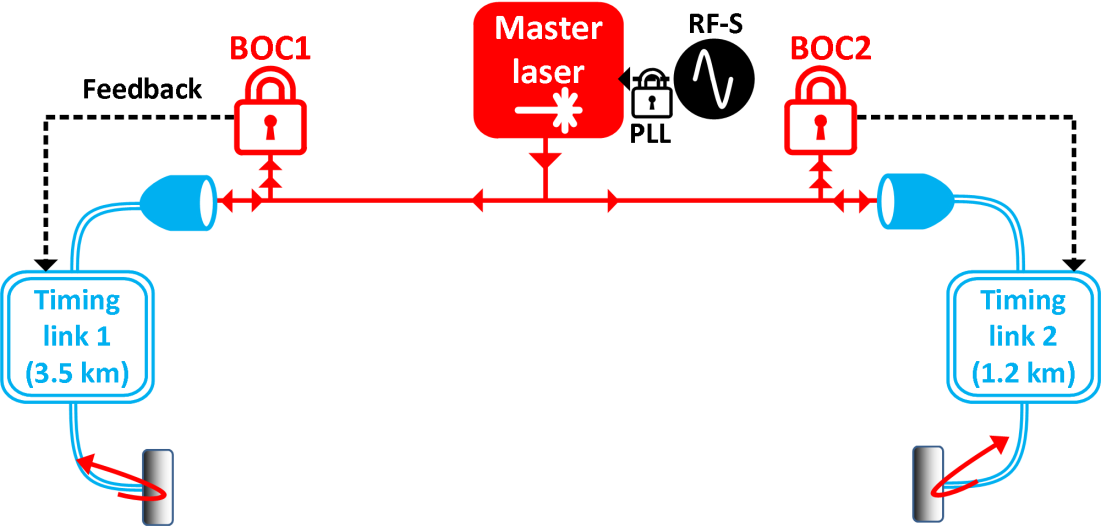 Master
laser
RF-S
PLL
BOC1
BOC2
Feedback
Timing
link 1
(3.5 km)
Timing
link 2
(1.2 km)